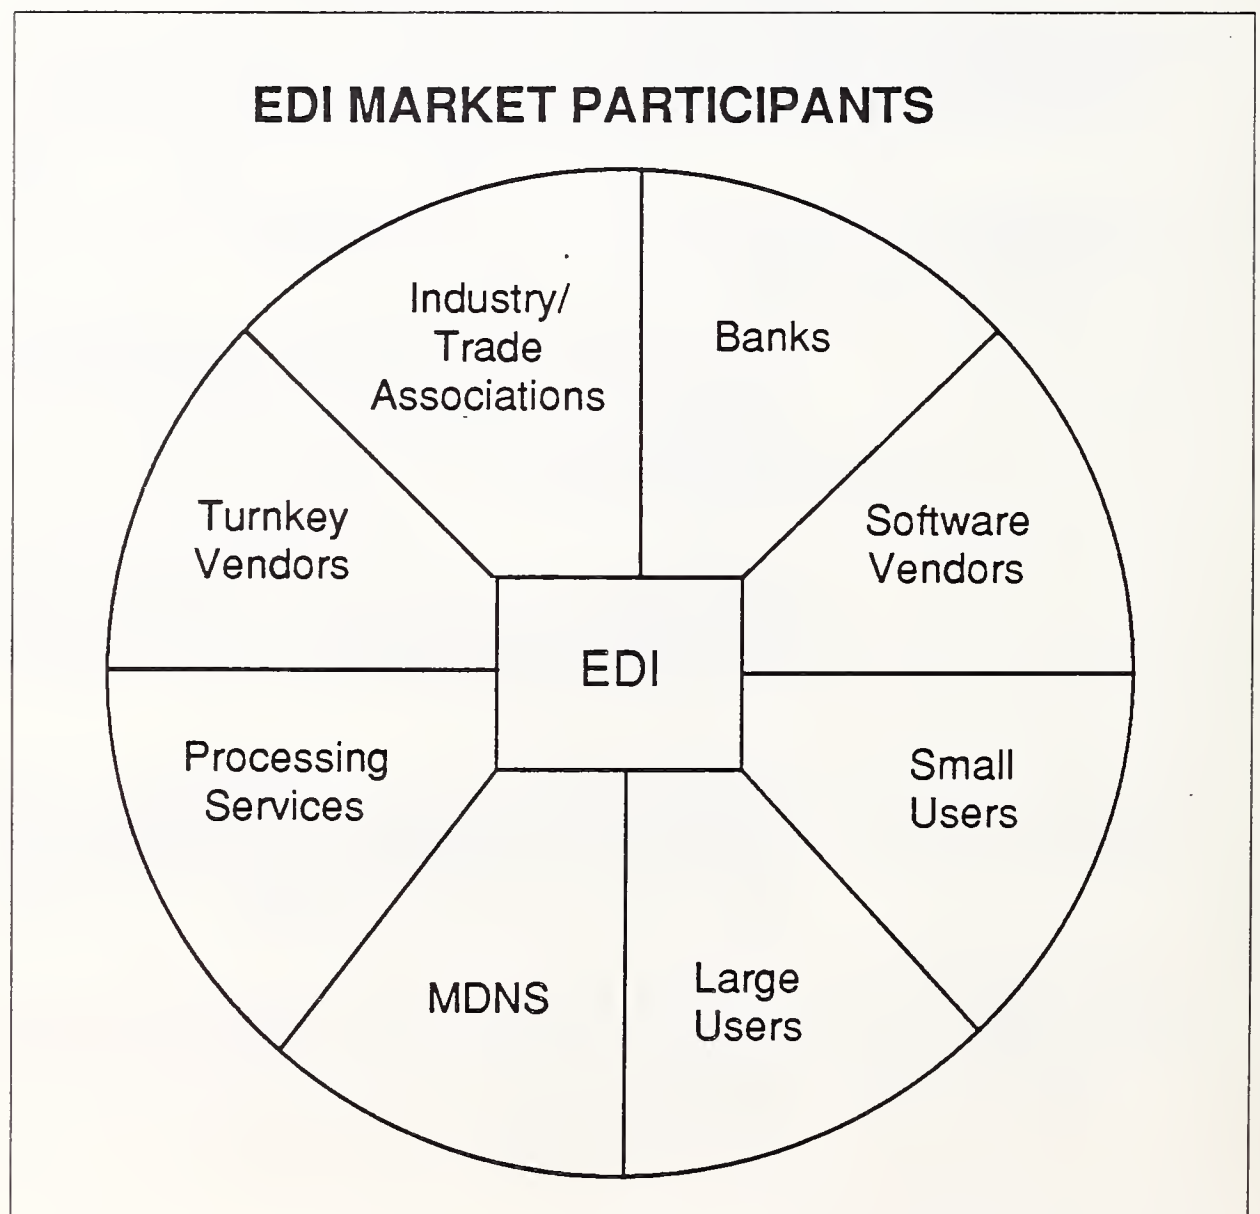 EDI MARKET PARTICIPANTS
Industry/
Trade
Associations
Banks
Turnkey
Vendors
Software
Vendors
EDI
Processing
Services
Small
Users
MDNS
Large
Users